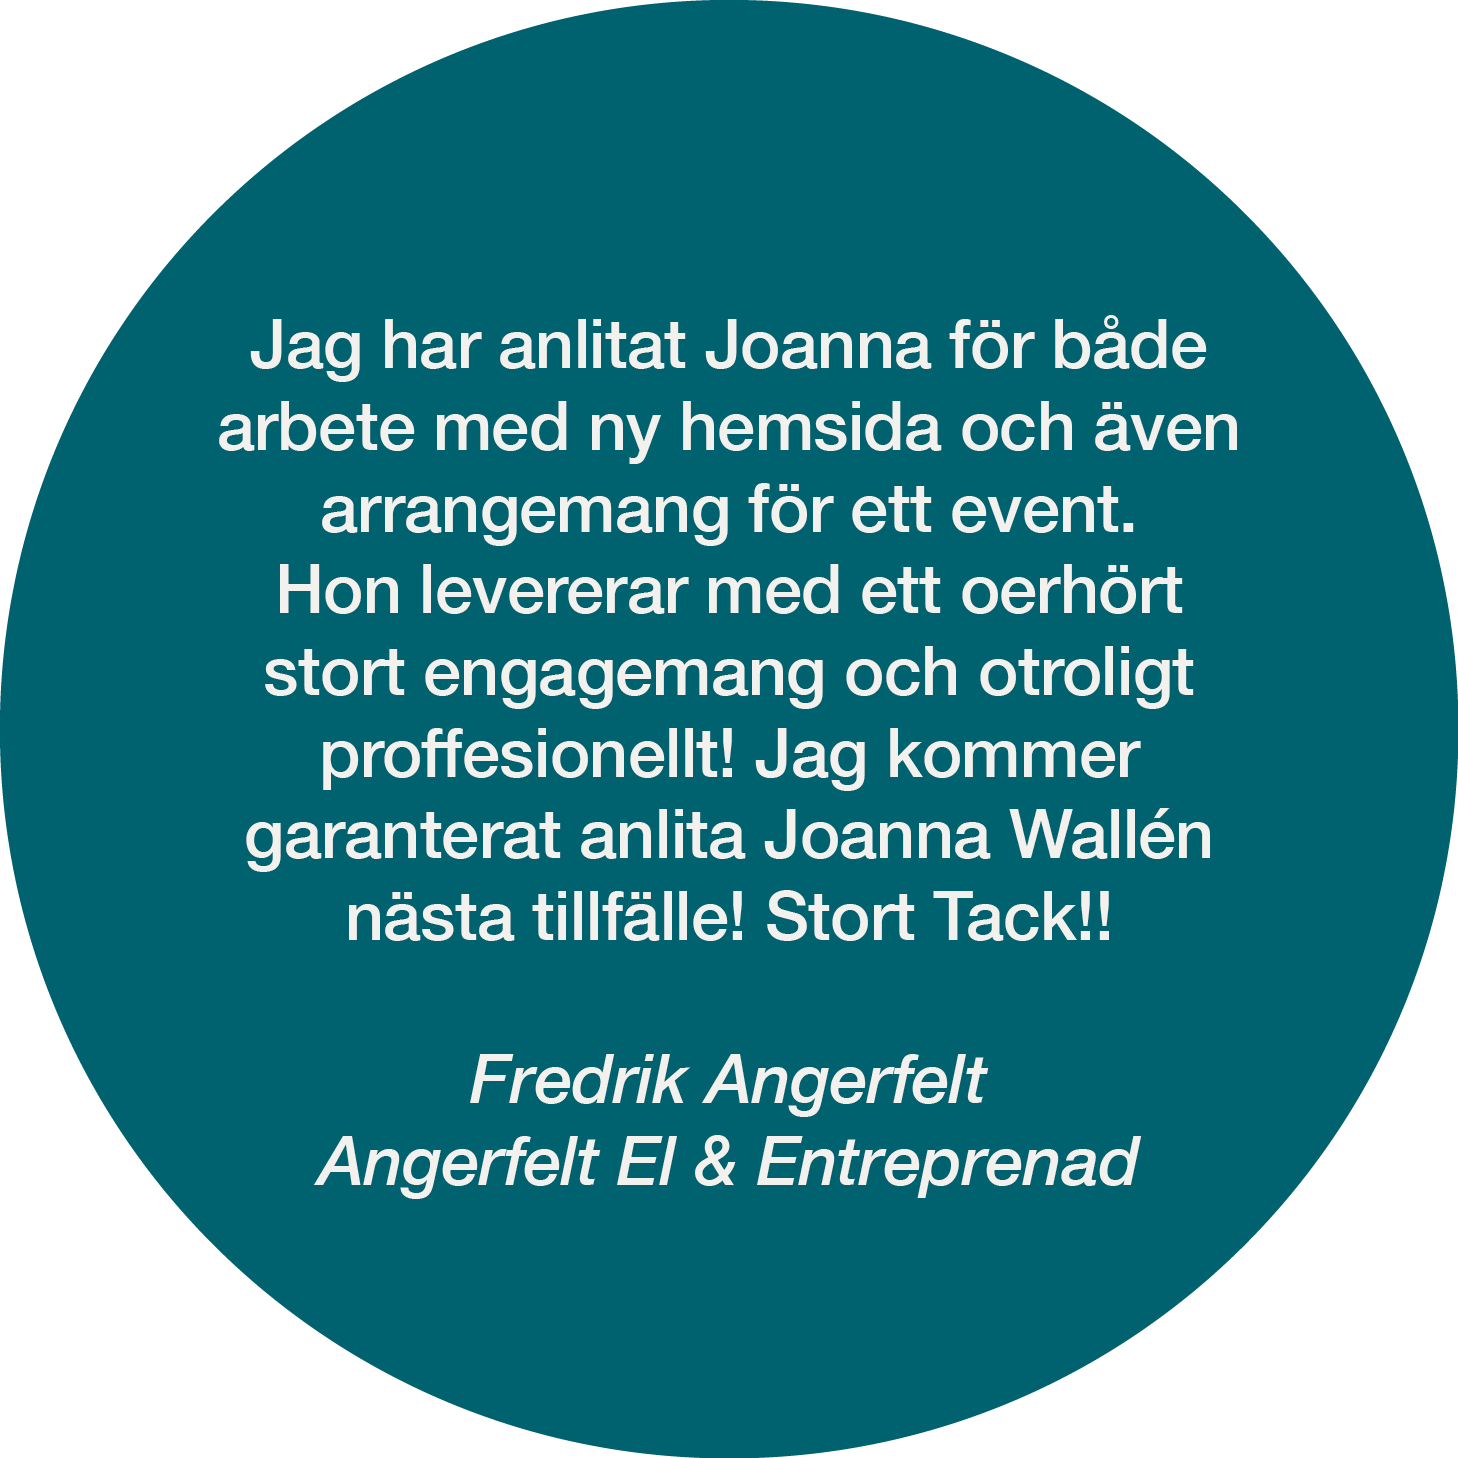 Jag har anlitat Joanna för både
arbete med ny hemsida och även
arrangemang för ett event.
Hon levererar med ett oerhört
stort engagemang och otroligt
proffesionellt! Jag kommer
garanterat anlita Joanna Wallén
nästa tillfälle! Stort Tack!!
Fredrik Angerfelt
Angerfelt El & Entreprenad